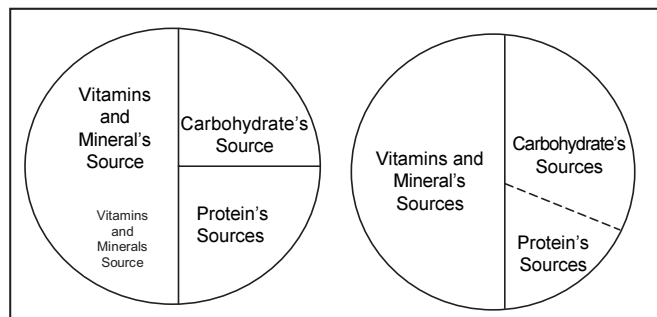 Vitamins
and
Mineral's
Source
Carbohydrate's
Source
Vitamins
and
Minerals
Source
Protein's
Sources
Vitamins and
Mineral's
Sources
Carbohydrate's
Sources
Protein's
Sources